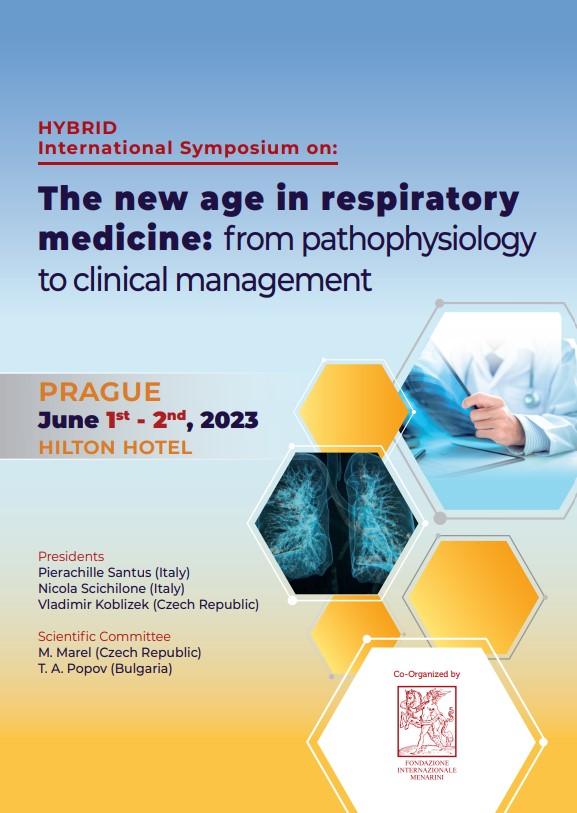 HYBRID
International Symposium on:
The new age in respiratory
medicine: from pathophysiology
to clinical management
PRAGUE
June 1st - 2nd, 2023
HILTON HOTEL
Presidents
Pierachille Santus (Italy)
Nicola Scichilone (Italy)
Vladimir Koblizek (Czech Republic)
Scientific Committee
M. Marel (Czech Republic)
T. A. Popov (Bulgaria)
Co-Organized by
FONDAZIONE
INTERNAZIONALE
MENARINI